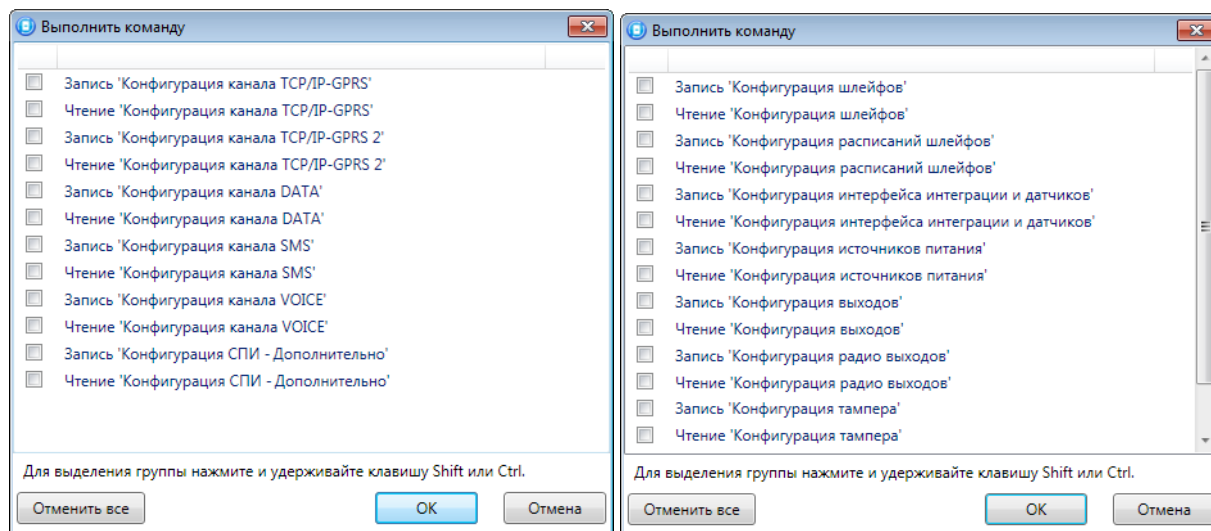 Выполнить команду
Запись 'Конфигурация канала TCP/IP-GPRS'
Чтение 'Конфигурация канала TCP/IP-GPRS'
Запись 'Конфигурация канала TCP/IP-GPRS 2'
Чтение 'Конфигурация канала TCP/IP-GPRS 2'
Запись 'Конфигурация канала DATA'
Чтение 'Конфигурация канала DATA'
Запись 'Конфигурация канала SMS'
Чтение 'Конфигурация канала SMS'
Запись 'Конфигурация канала VOICE'
Чтение 'Конфигурация канала VOICE'
Запись 'Конфигурация СПИ - Дополнительно'
Чтение 'Конфигурация СПИ - Дополнительно'
Для выделения группы нажмите и удерживайте клавишу Shift или Ctrl.
Отменить все
OK
Отмена
Выполнить команду
Запись 'Конфигурация шлейфов'
Чтение 'Конфигурация шлейфов'
Запись 'Конфигурация расписаний шлейфов'
Чтение 'Конфигурация расписаний шлейфов'
Запись 'Конфигурация интерфейса интеграции и датчиков'
Чтение 'Конфигурация интерфейса интеграции и датчиков'
Запись 'Конфигурация источников питания'
Чтение 'Конфигурация источников питания'
Запись 'Конфигурация выходов'
Чтение 'Конфигурация выходов'
Запись 'Конфигурация радио выходов'
Чтение 'Конфигурация радио выходов'
Запись 'Конфигурация тампера'
Чтение 'Конфигурация тампера'
Для выделения группы нажмите и удерживайте клавишу Shift или Ctrl.
Отменить все
OK
Отмена